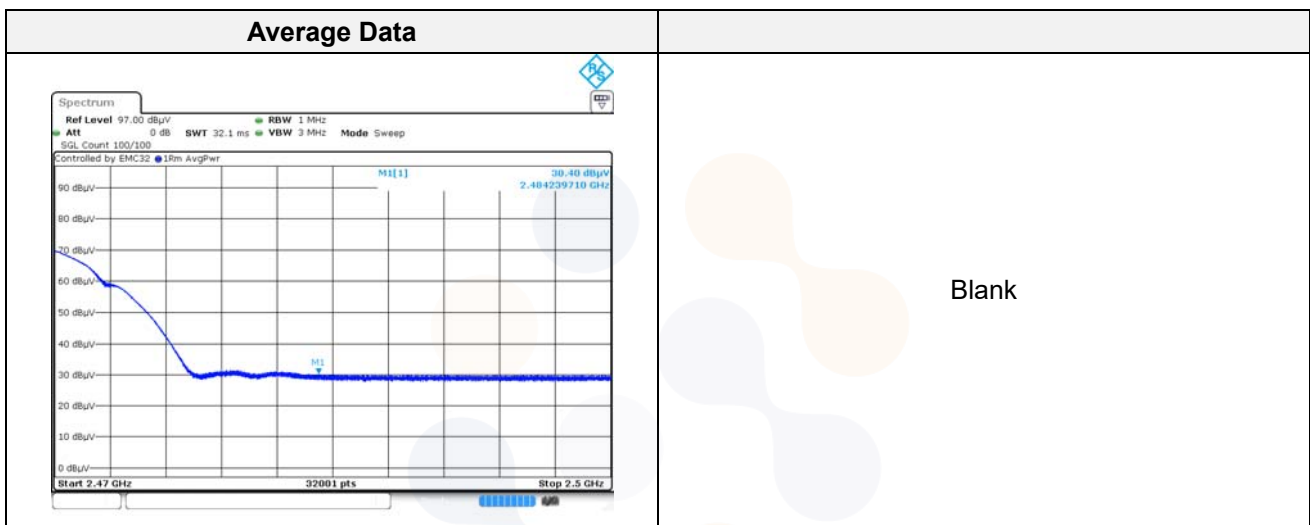 Average Data
R&S
Spectrum
Ref Level 97.00 dBµV RBW 1 MHz
Att 0 dB SWT 32.1 ms VBW 3 MHz Mode Sweep
SGL Count 100/100
Controlled by EMC32 1Rm AvgPwr
M1[1] 30.40 dBµV
2.484239710 GHz
90 dBµV
80 dBµV
70 dBµV
60 dBµV
50 dBµV
40 dBµV
M1
30 dBµV
20 dBµV
10 dBµV
0 dBµV
Start 2.47 GHz 32001 pts Stop 2.5 GHz
Blank